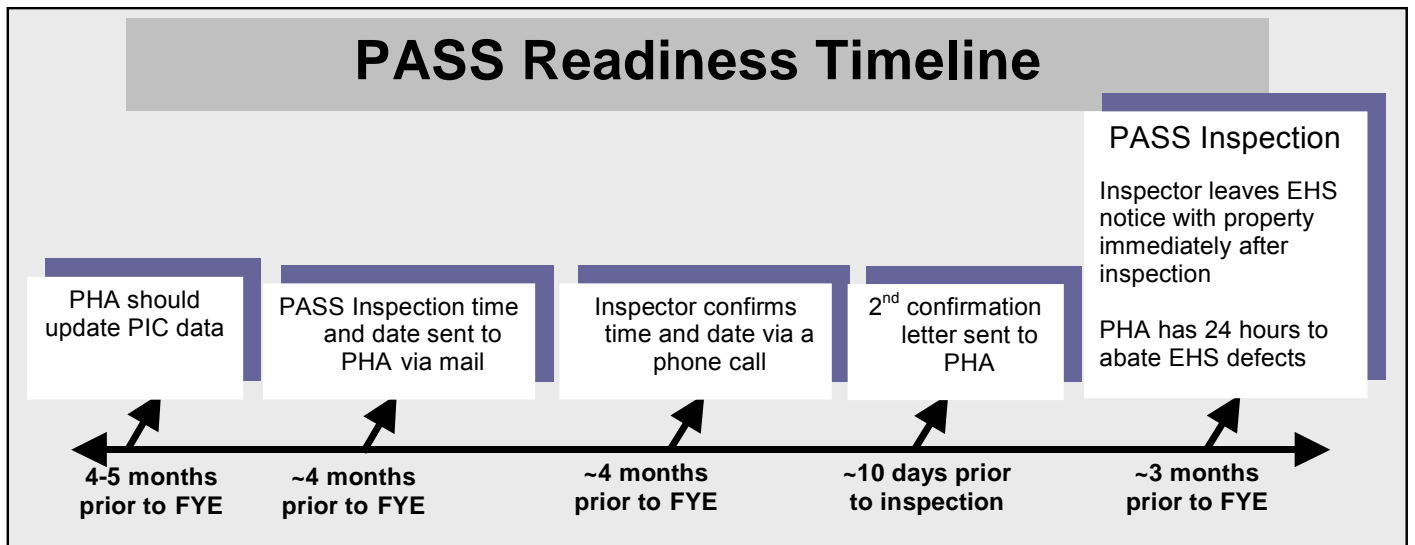 PASS Readiness Timeline
PHA should
update PIC data
PASS Inspection time
and date sent to
PHA via mail
Inspector confirms
time and date via a
phone call
2nd confirmation
letter sent to
PHA
PASS Inspection
Inspector leaves EHS
notice with property
immediately after
inspection
PHA has 24 hours to
abate EHS defects
4-5 months
prior to FYE
~4 months
prior to FYE
~4 months
prior to FYE
~10 days prior
to inspection
~3 months
prior to FYE